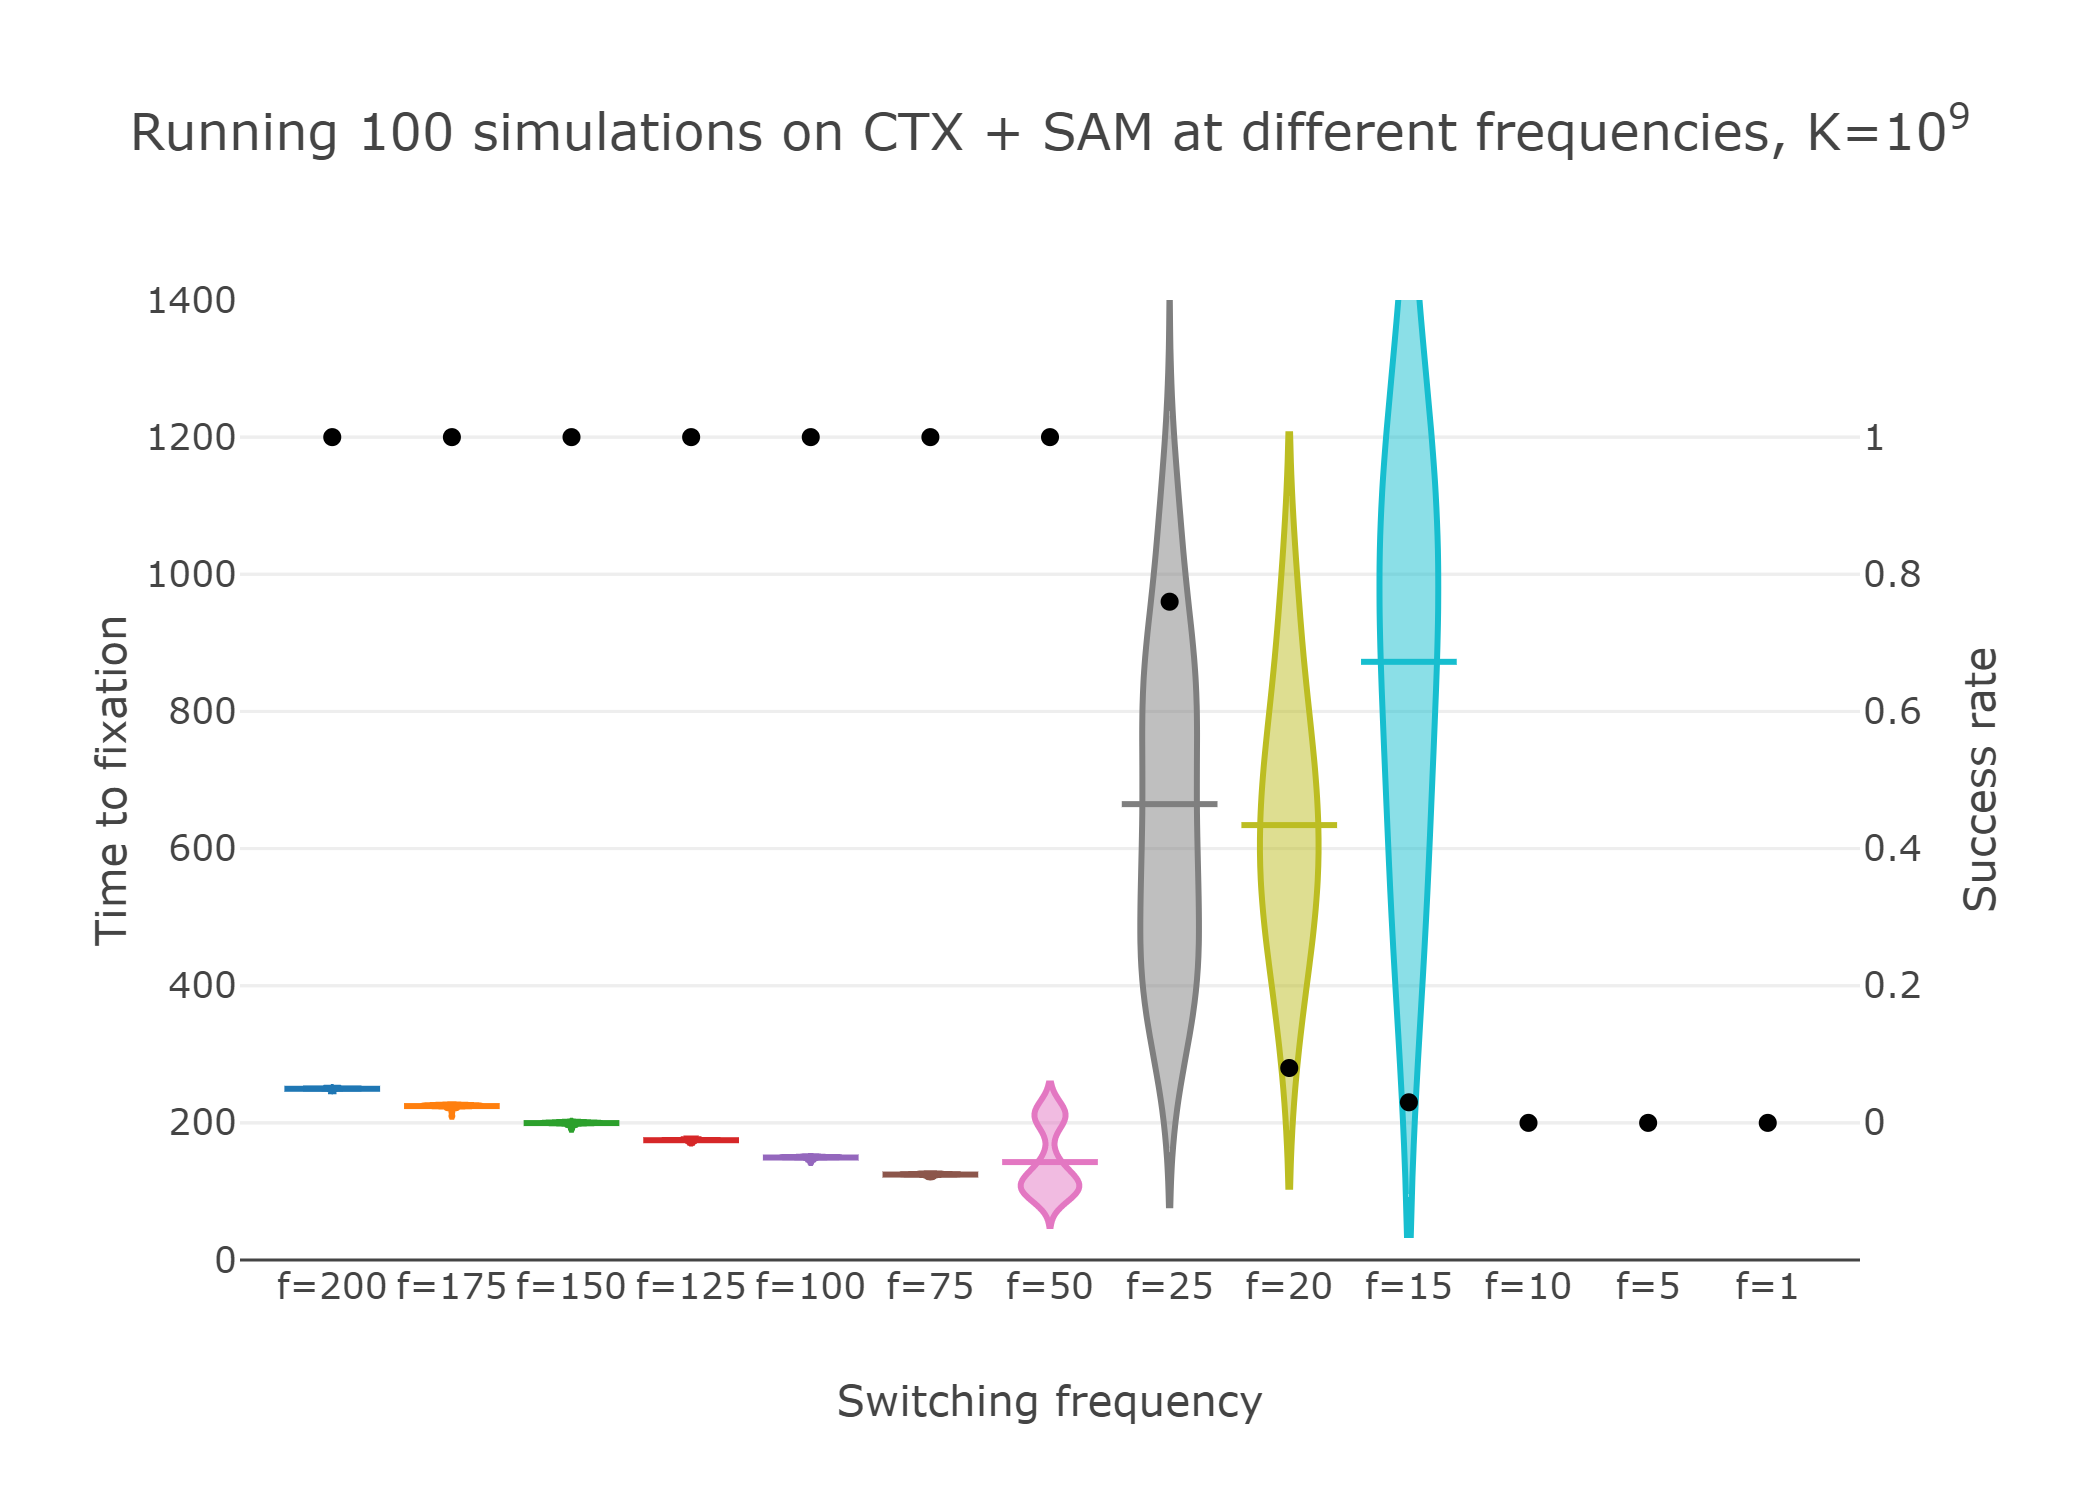 Running 100 simulations on CTX + SAM at different frequencies, K=10⁹
1400
1200
1000
800
600
400
200
0
Time to fixation
1
0.8
0.6
0.4
0.2
0
Success rate
f=200 f=175 f=150 f=125 f=100 f=75 f=50 f=25 f=20 f=15 f=10 f=5 f=1
Switching frequency